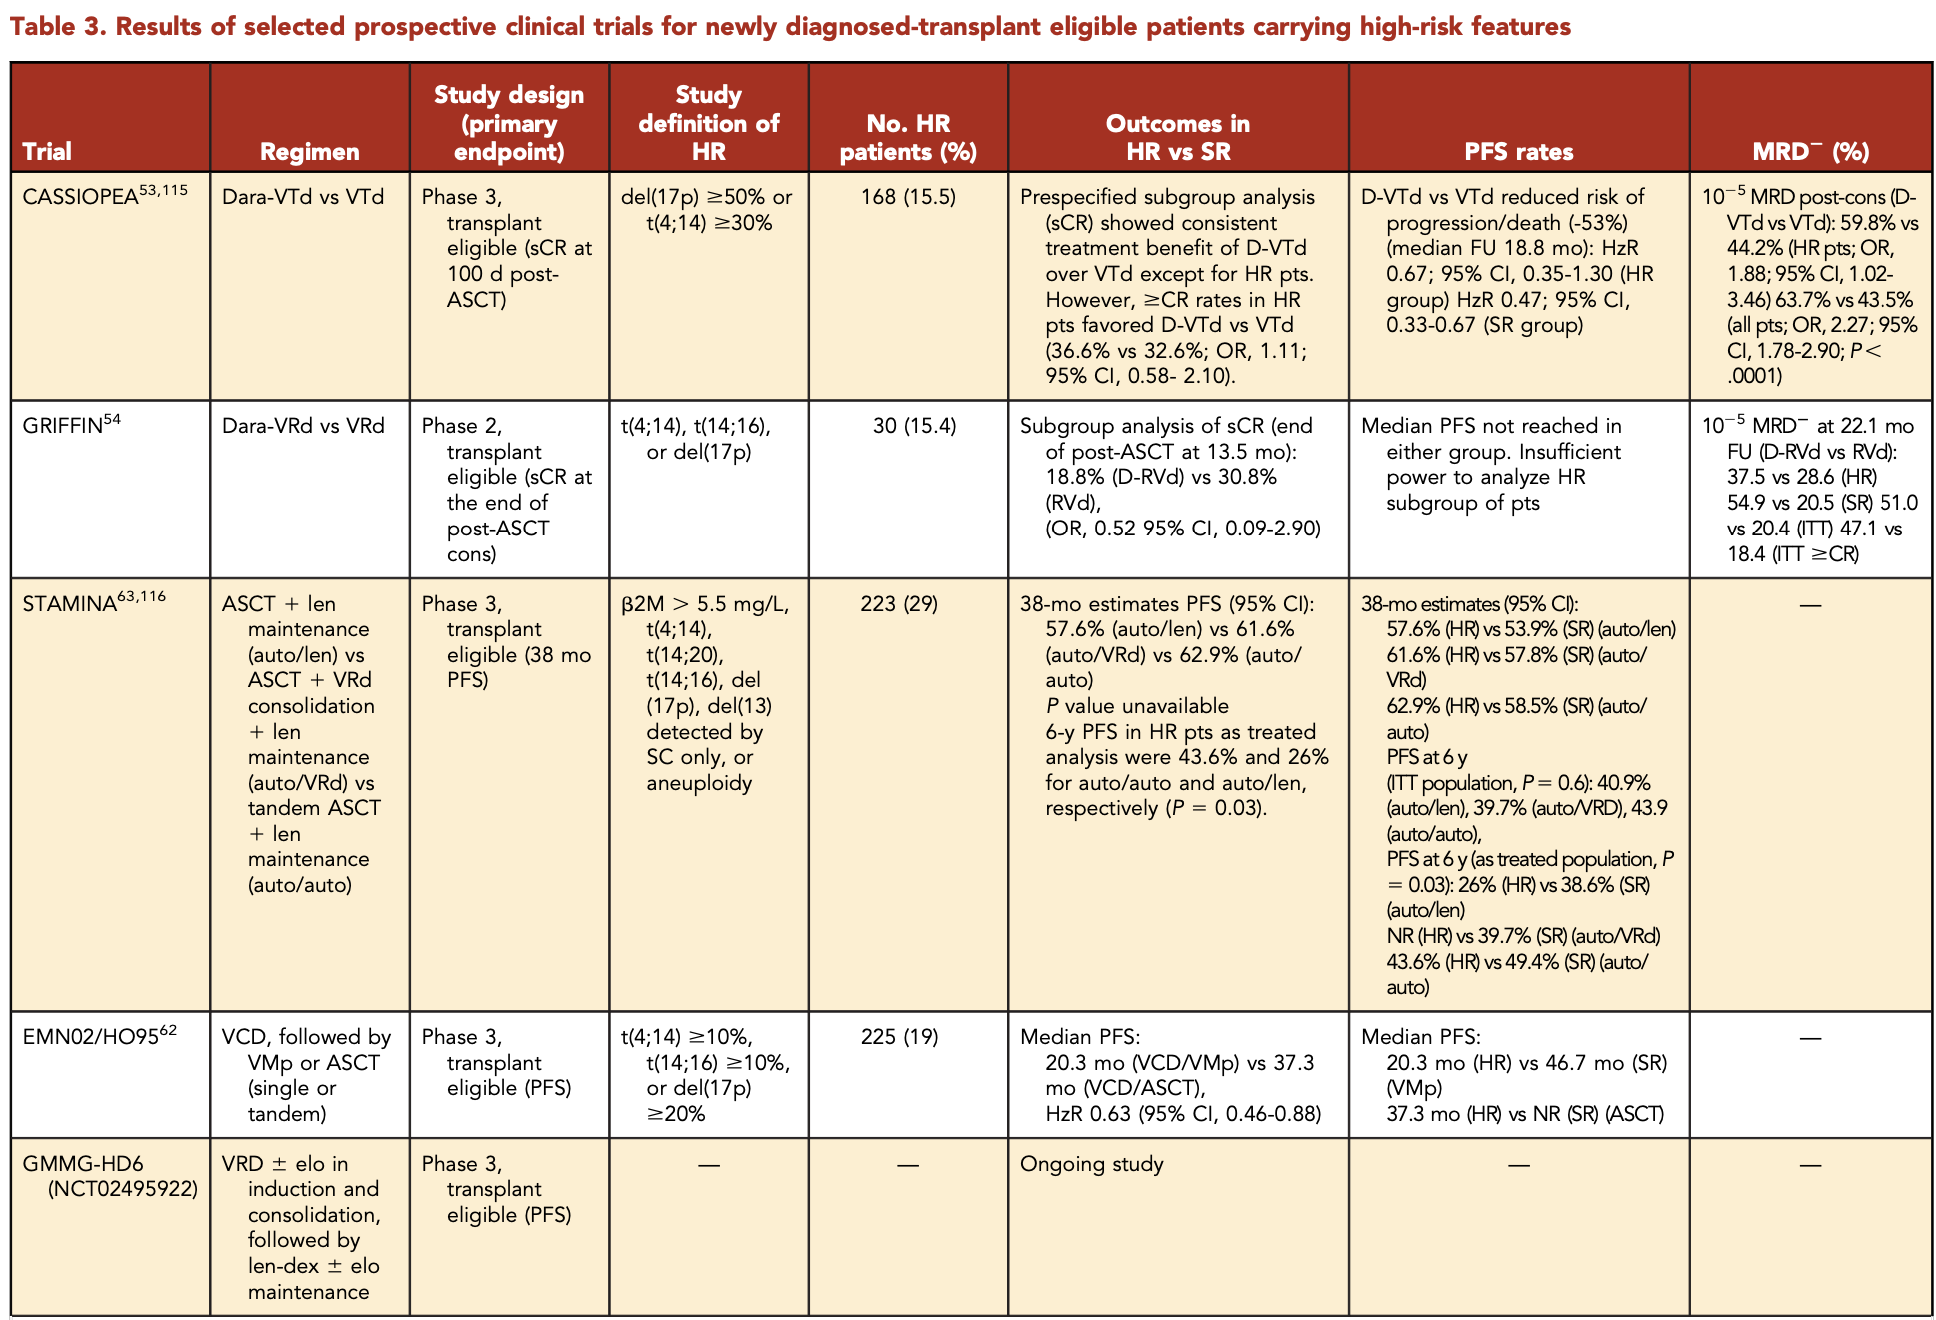 Table 3. Results of selected prospective clinical trials for newly diagnosed-transplant eligible patients carrying high-risk features
Trial
Regimen
Study design
(primary
endpoint)
Study
definition of
HR
No. HR
patients (%)
Outcomes in
HR vs SR
PFS rates
MRD⁻ (%)
CASSIOPEA⁵³,¹¹⁵
Dara-VTd vs VTd
Phase 3,
transplant
eligible (sCR at
100 d post-
ASCT)
del(17p) ≥50% or
t(4;14) ≥30%
168 (15.5)
Prespecified subgroup analysis
(sCR) showed consistent
treatment benefit of D-VTd
over VTd except for HR pts.
However, ≥CR rates in HR
pts favored D-VTd vs VTd
(36.6% vs 32.6%; OR, 1.11;
95% CI, 0.58- 2.10).
D-VTd vs VTd reduced risk of
progression/death (-53%)
(median FU 18.8 mo): HzR
0.67; 95% CI, 0.35-1.30 (HR
group) HzR 0.47; 95% CI,
0.33-0.67 (SR group)
10⁻⁵ MRD post-cons (D-
VTd vs VTd): 59.8% vs
44.2% (HR pts; OR,
1.88; 95% CI, 1.02-
3.46) 63.7% vs 43.5%
(all pts; OR, 2.27; 95%
CI, 1.78-2.90; P <
.0001)
GRIFFIN⁵⁴
Dara-VRd vs VRd
Phase 2,
transplant
eligible (sCR at
the end of
post-ASCT
cons)
t(4;14), t(14;16),
or del(17p)
30 (15.4)
Subgroup analysis of sCR (end
of post-ASCT at 13.5 mo):
18.8% (D-RVd) vs 30.8%
(RVd),
(OR, 0.52 95% CI, 0.09-2.90)
Median PFS not reached in
either group. Insufficient
power to analyze HR
subgroup of pts
10⁻⁵ MRD⁻ at 22.1 mo
FU (D-RVd vs RVd):
37.5 vs 28.6 (HR)
54.9 vs 20.5 (SR) 51.0
vs 20.4 (ITT) 47.1 vs
18.4 (ITT ≥CR)
STAMINA⁶³,¹¹⁶
ASCT + len
maintenance
(auto/len) vs
ASCT + VRd
consolidation
+ len
maintenance
(auto/VRd) vs
tandem ASCT
+ len
maintenance
(auto/auto)
Phase 3,
transplant
eligible (38 mo
PFS)
β2M > 5.5 mg/L,
t(4;14),
t(14;20),
t(14;16), del
(17p), del(13)
detected by
SC only, or
aneuploidy
223 (29)
38-mo estimates PFS (95% CI):
57.6% (auto/len) vs 61.6%
(auto/VRd) vs 62.9% (auto/
auto)
P value unavailable
6-y PFS in HR pts as treated
analysis were 43.6% and 26%
for auto/auto and auto/len,
respectively (P = 0.03).
38-mo estimates (95% CI):
57.6% (HR) vs 53.9% (SR) (auto/len)
61.6% (HR) vs 57.8% (SR) (auto/
VRd)
62.9% (HR) vs 58.5% (SR) (auto/
auto)
PFS at 6 y
(ITT population, P = 0.6): 40.9%
(auto/len), 39.7% (auto/VRD), 43.9
(auto/auto),
PFS at 6 y (as treated population, P
= 0.03): 26% (HR) vs 38.6% (SR)
(auto/len)
NR (HR) vs 39.7% (SR) (auto/VRd)
43.6% (HR) vs 49.4% (SR) (auto/
auto)
—
EMN02/HO95⁶²
VCD, followed by
VMp or ASCT
(single or
tandem)
Phase 3,
transplant
eligible (PFS)
t(4;14) ≥10%,
t(14;16) ≥10%,
or del(17p)
≥20%
225 (19)
Median PFS:
20.3 mo (VCD/VMp) vs 37.3
mo (VCD/ASCT),
HzR 0.63 (95% CI, 0.46-0.88)
Median PFS:
20.3 mo (HR) vs 46.7 mo (SR)
(VMp)
37.3 mo (HR) vs NR (SR) (ASCT)
—
GMMG-HD6
(NCT02495922)
VRD ± elo in
induction and
consolidation,
followed by
len-dex ± elo
maintenance
Phase 3,
transplant
eligible (PFS)
—
—
Ongoing study
—
—